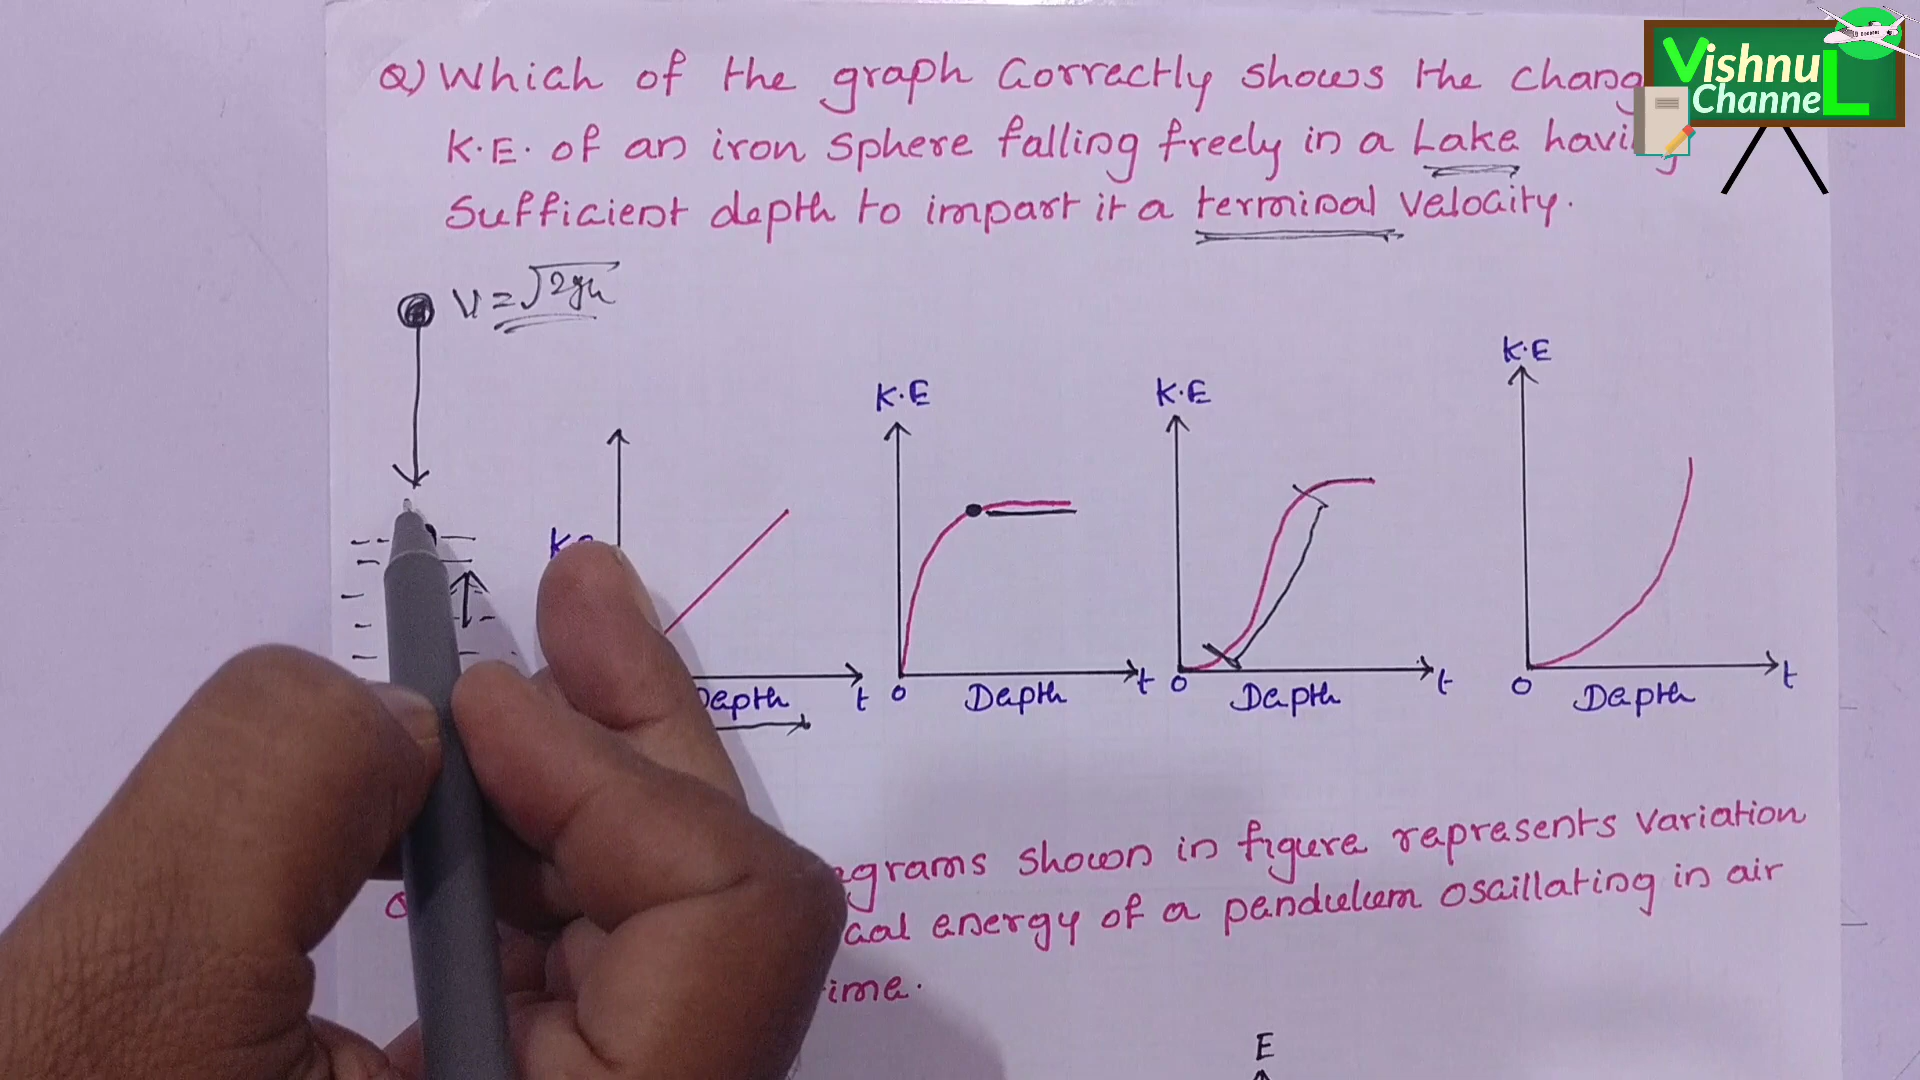 Q) Which of the graph Correctly shows the chang
K.E. of an iron sphere falling freely in a Lake having
sufficient depth to impart it a terminal velocity.
Vishnu
Channel L
V = √2gh
K.E
K.E
K.E
0
0
0
Depth
t
Depth
t
Depth
t
Depth
t
agrams shown in figure represents variation
cal energy of a pendulum oscillating in air
ime.
E